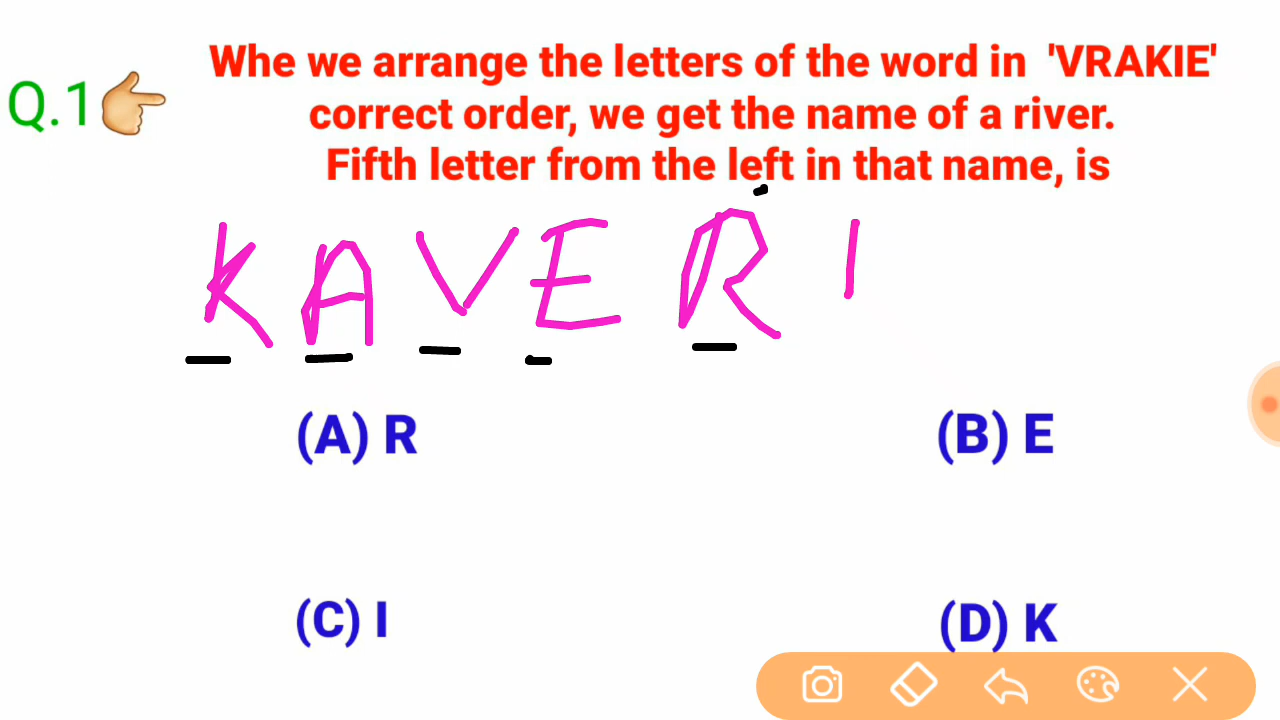 Q.1 Whe we arrange the letters of the word in 'VRAKIE'
correct order, we get the name of a river.
Fifth letter from the left in that name, is
KAVERI
(A) R (B) E
(C) I (D) K